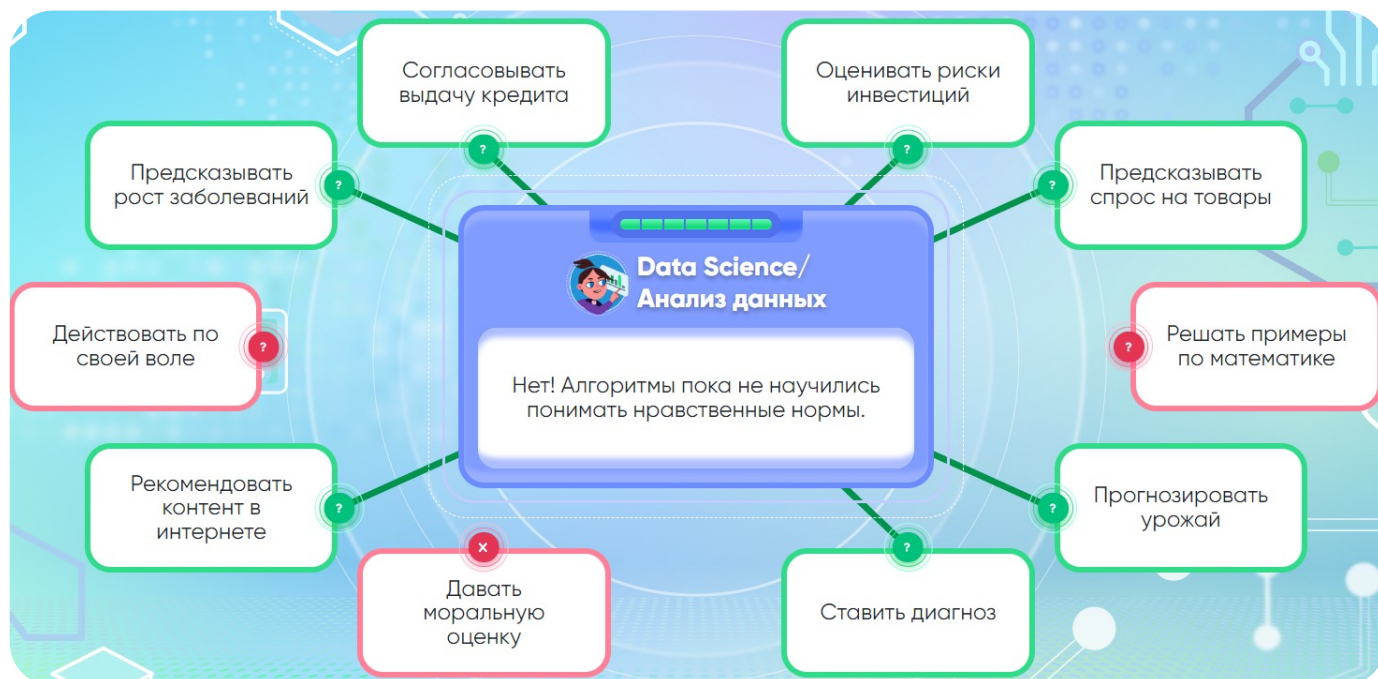 Согласовывать
выдачу кредита
Оценивать риски
инвестиций
Предсказывать
рост заболеваний
Предсказывать
спрос на товары
Data Science/
Анализ данных
Действовать по
своей воле
Решать примеры
по математике
Нет! Алгоритмы пока не научились
понимать нравственные нормы.
Рекомендовать
контент в
интернете
Прогнозировать
урожай
Давать
моральную
оценку
Ставить диагноз